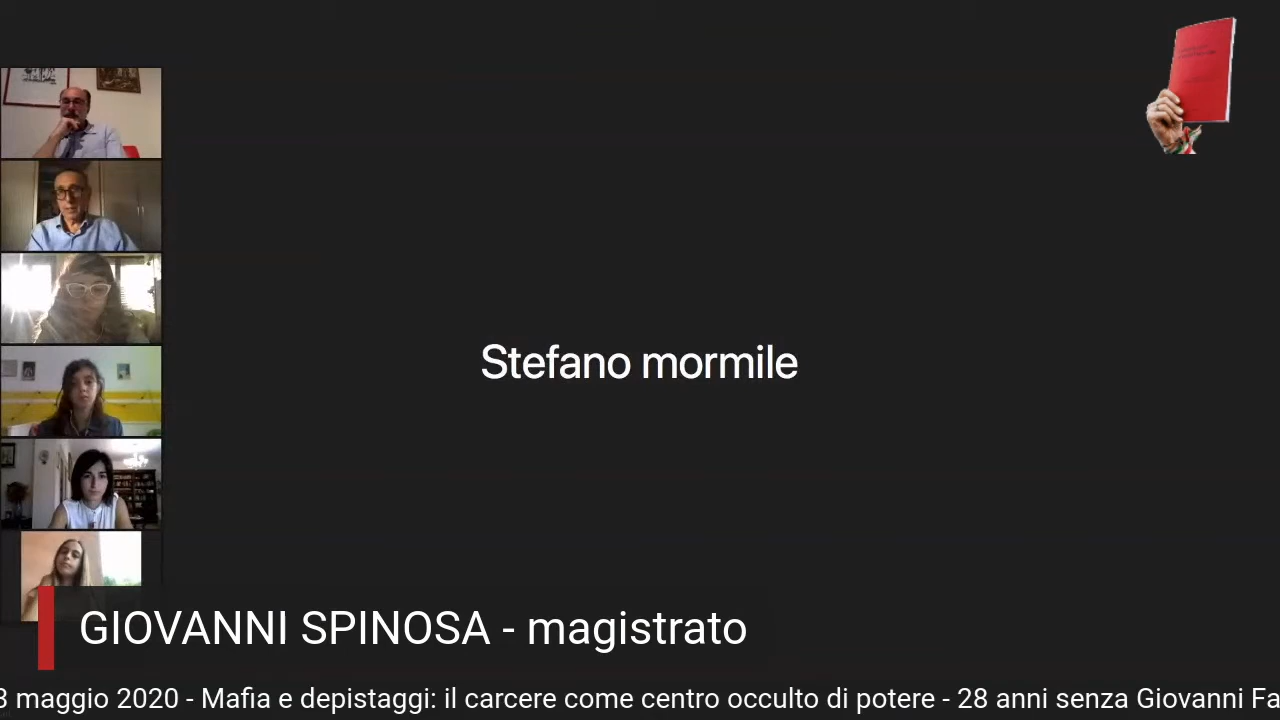 Stefano mormile
GIOVANNI SPINOSA - magistrato
maggio 2020 - Mafia e depistaggi: il carcere come centro occulto di potere - 28 anni senza Giovanni Fa